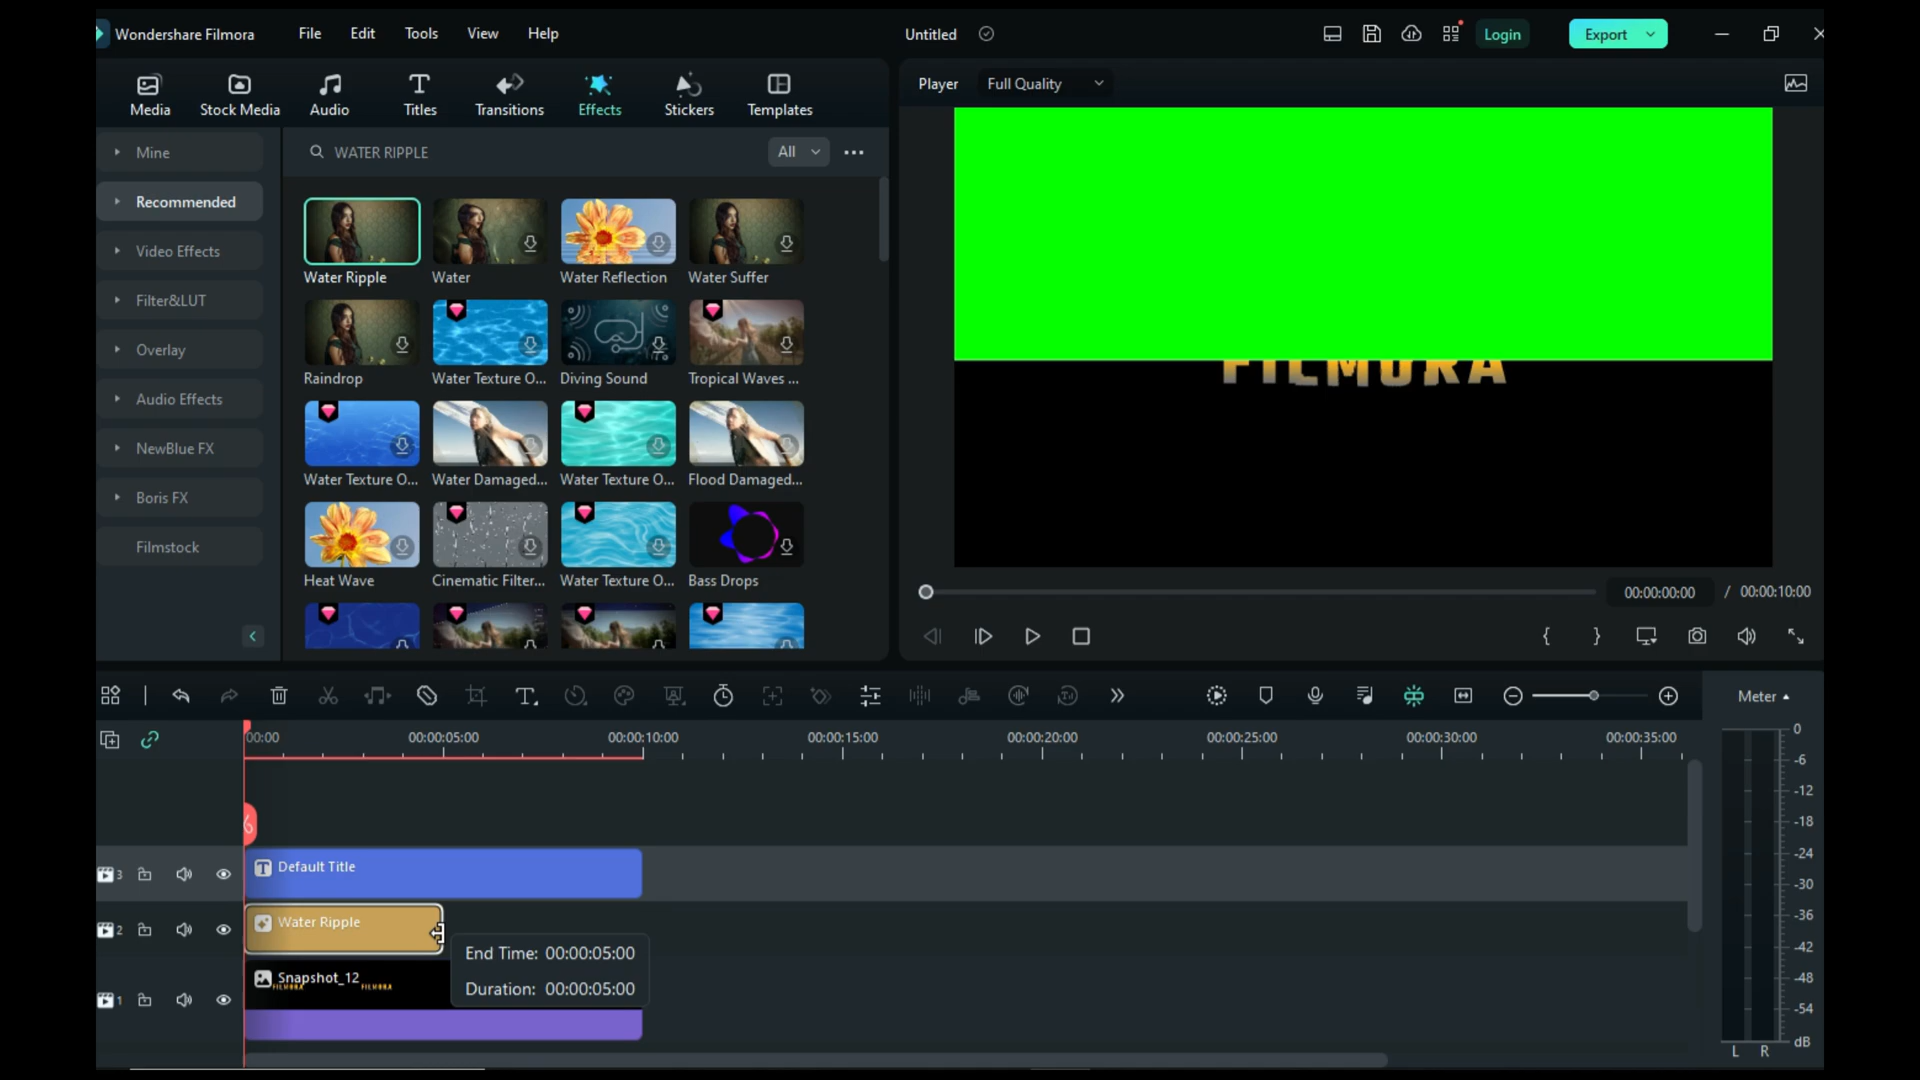 Wondershare Filmora File Edit Tools View Help Untitled Login Export
Media Stock Media Audio Titles Transitions Effects Stickers Templates
Player Full Quality
Mine
Recommended
Video Effects
Filter&LUT
Overlay
Audio Effects
NewBlue FX
Boris FX
Filmstock
WATER RIPPLE All
Water Ripple Water Water Reflection Water Suffer
Raindrop Water Texture O... Diving Sound Tropical Waves ...
Water Texture O... Water Damaged... Water Texture O... Flood Damaged...
Heat Wave Cinematic Filter... Water Texture O... Bass Drops
FILMORA
00:00:00:00 / 00:00:10:00
Meter
00:00 00:00:05:00 00:00:10:00 00:00:15:00 00:00:20:00 00:00:25:00 00:00:30:00 00:00:35:00
3 Default Title
2 Water Ripple
End Time: 00:00:05:00
Duration: 00:00:05:00
1 Snapshot_12
FILMORA FILMORA
0
-6
-12
-18
-24
-30
-36
-42
-48
-54
dB
L R